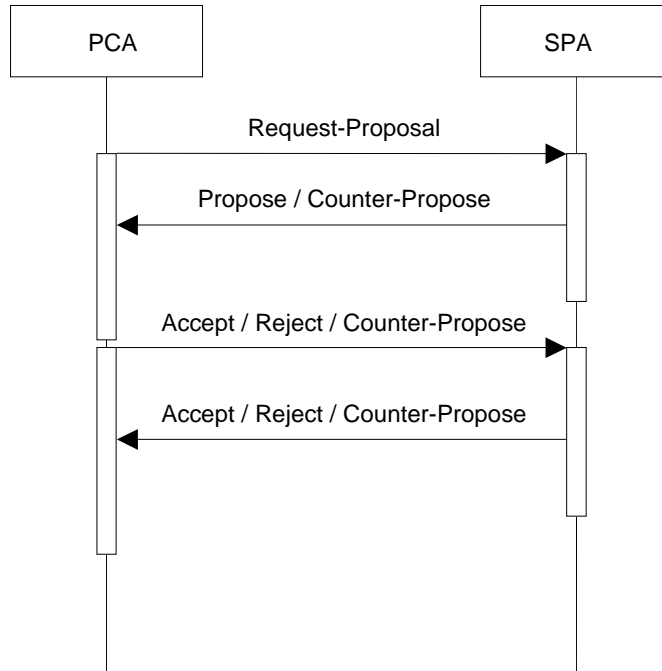 PCA
SPA
Request-Proposal
Propose / Counter-Propose
Accept / Reject / Counter-Propose
Accept / Reject / Counter-Propose